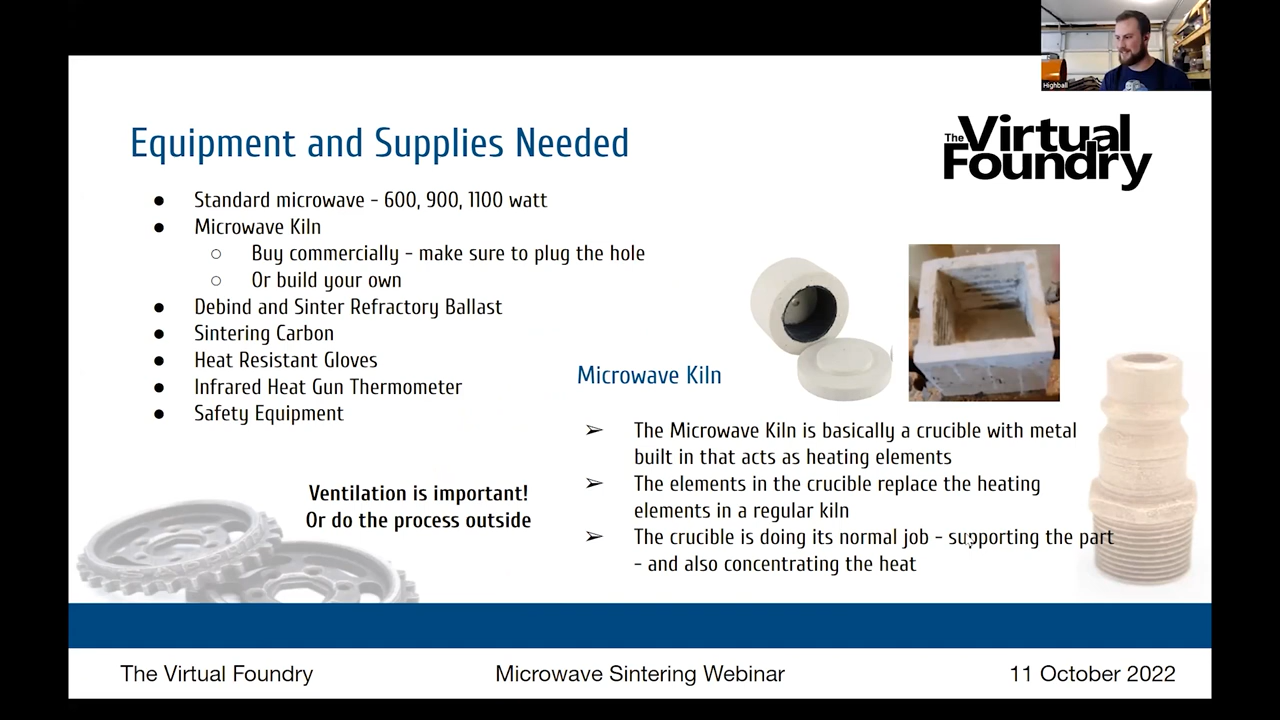 Highball
The Virtual
Foundry
Equipment and Supplies Needed
● Standard microwave - 600, 900, 1100 watt
● Microwave Kiln
○ Buy commercially - make sure to plug the hole
○ Or build your own
● Debind and Sinter Refractory Ballast
● Sintering Carbon
● Heat Resistant Gloves
● Infrared Heat Gun Thermometer
● Safety Equipment
Ventilation is important!
Or do the process outside
Microwave Kiln
➢ The Microwave Kiln is basically a crucible with metal
built in that acts as heating elements
➢ The elements in the crucible replace the heating
elements in a regular kiln
➢ The crucible is doing its normal job - supporting the part
- and also concentrating the heat
The Virtual Foundry
Microwave Sintering Webinar
11 October 2022